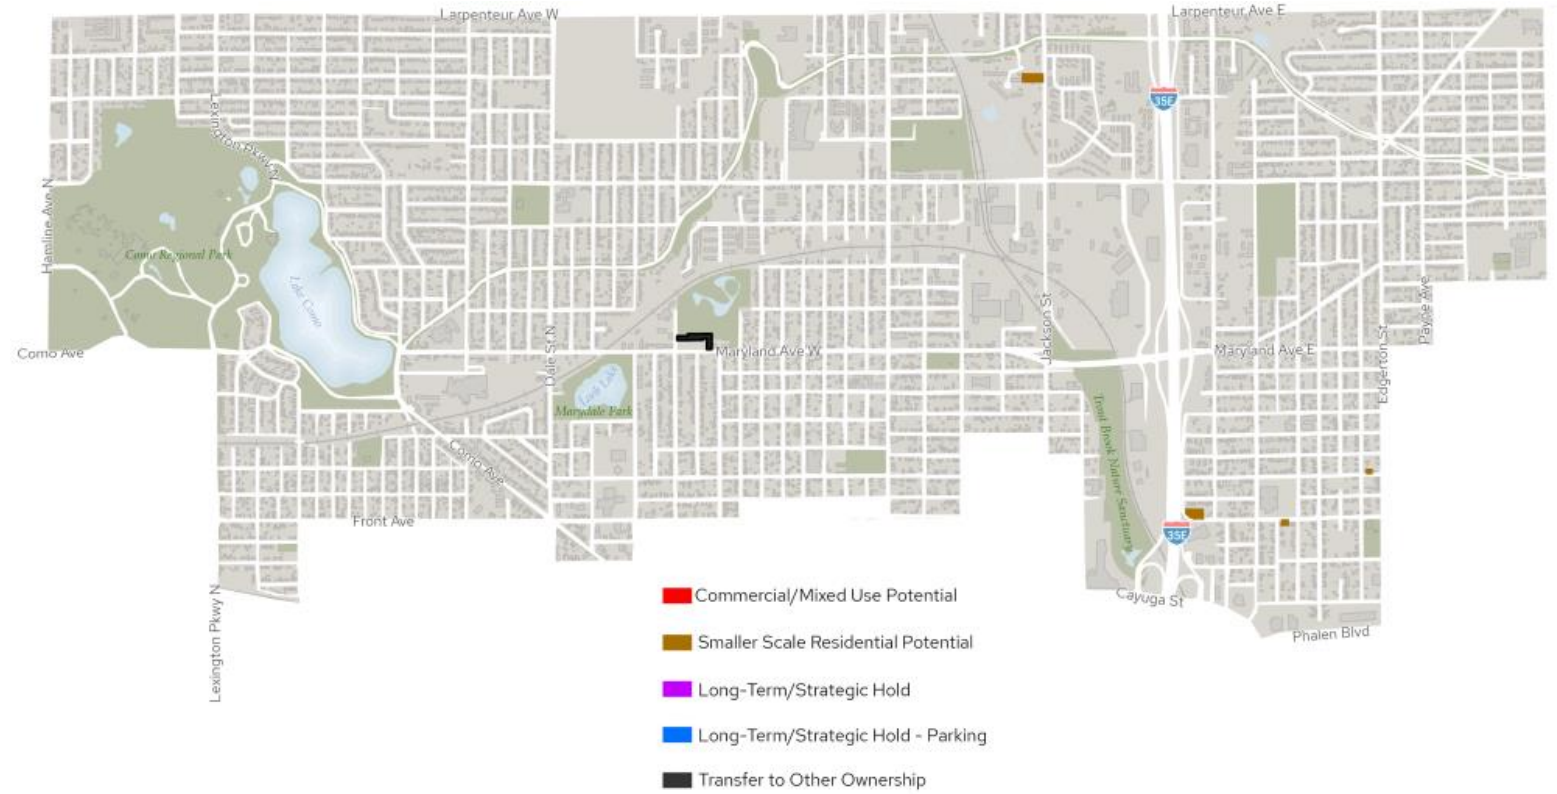 Larpenteur Ave W
Larpenteur Ave E
35E
Lexington Pkwy N
Hamline Ave N
Como Regional Park
Lake Como
Como Ave
Dale St N
Maryland Ave W
Jackson St
Maryland Ave E
Edgerton St
Payne Ave
Loeb Lake
Marydale Park
Como Ave
Trout Brook Nature Sanctuary
Front Ave
35E
Cayuga St
Phalen Blvd
Lexington Pkwy N
Commercial/Mixed Use Potential
Smaller Scale Residential Potential
Long-Term/Strategic Hold
Long-Term/Strategic Hold - Parking
Transfer to Other Ownership